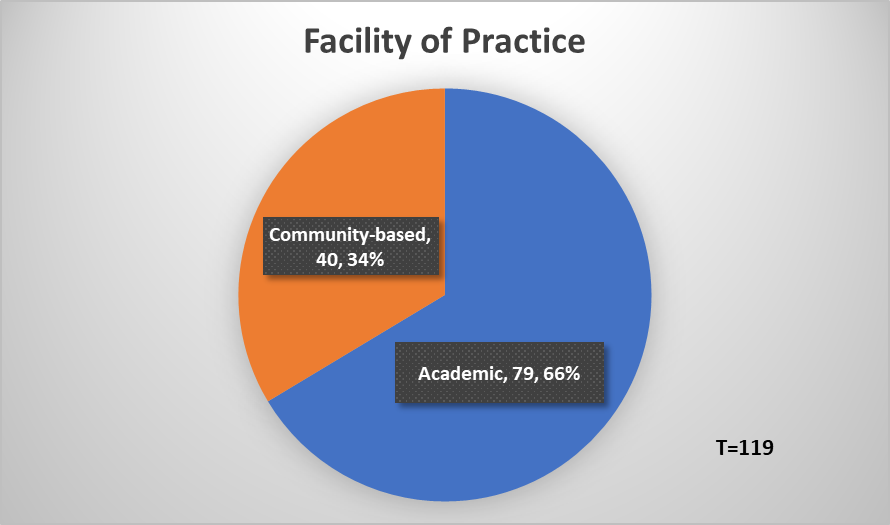 Facility of Practice
Community-based,
40, 34%
Academic, 79, 66%
T=119